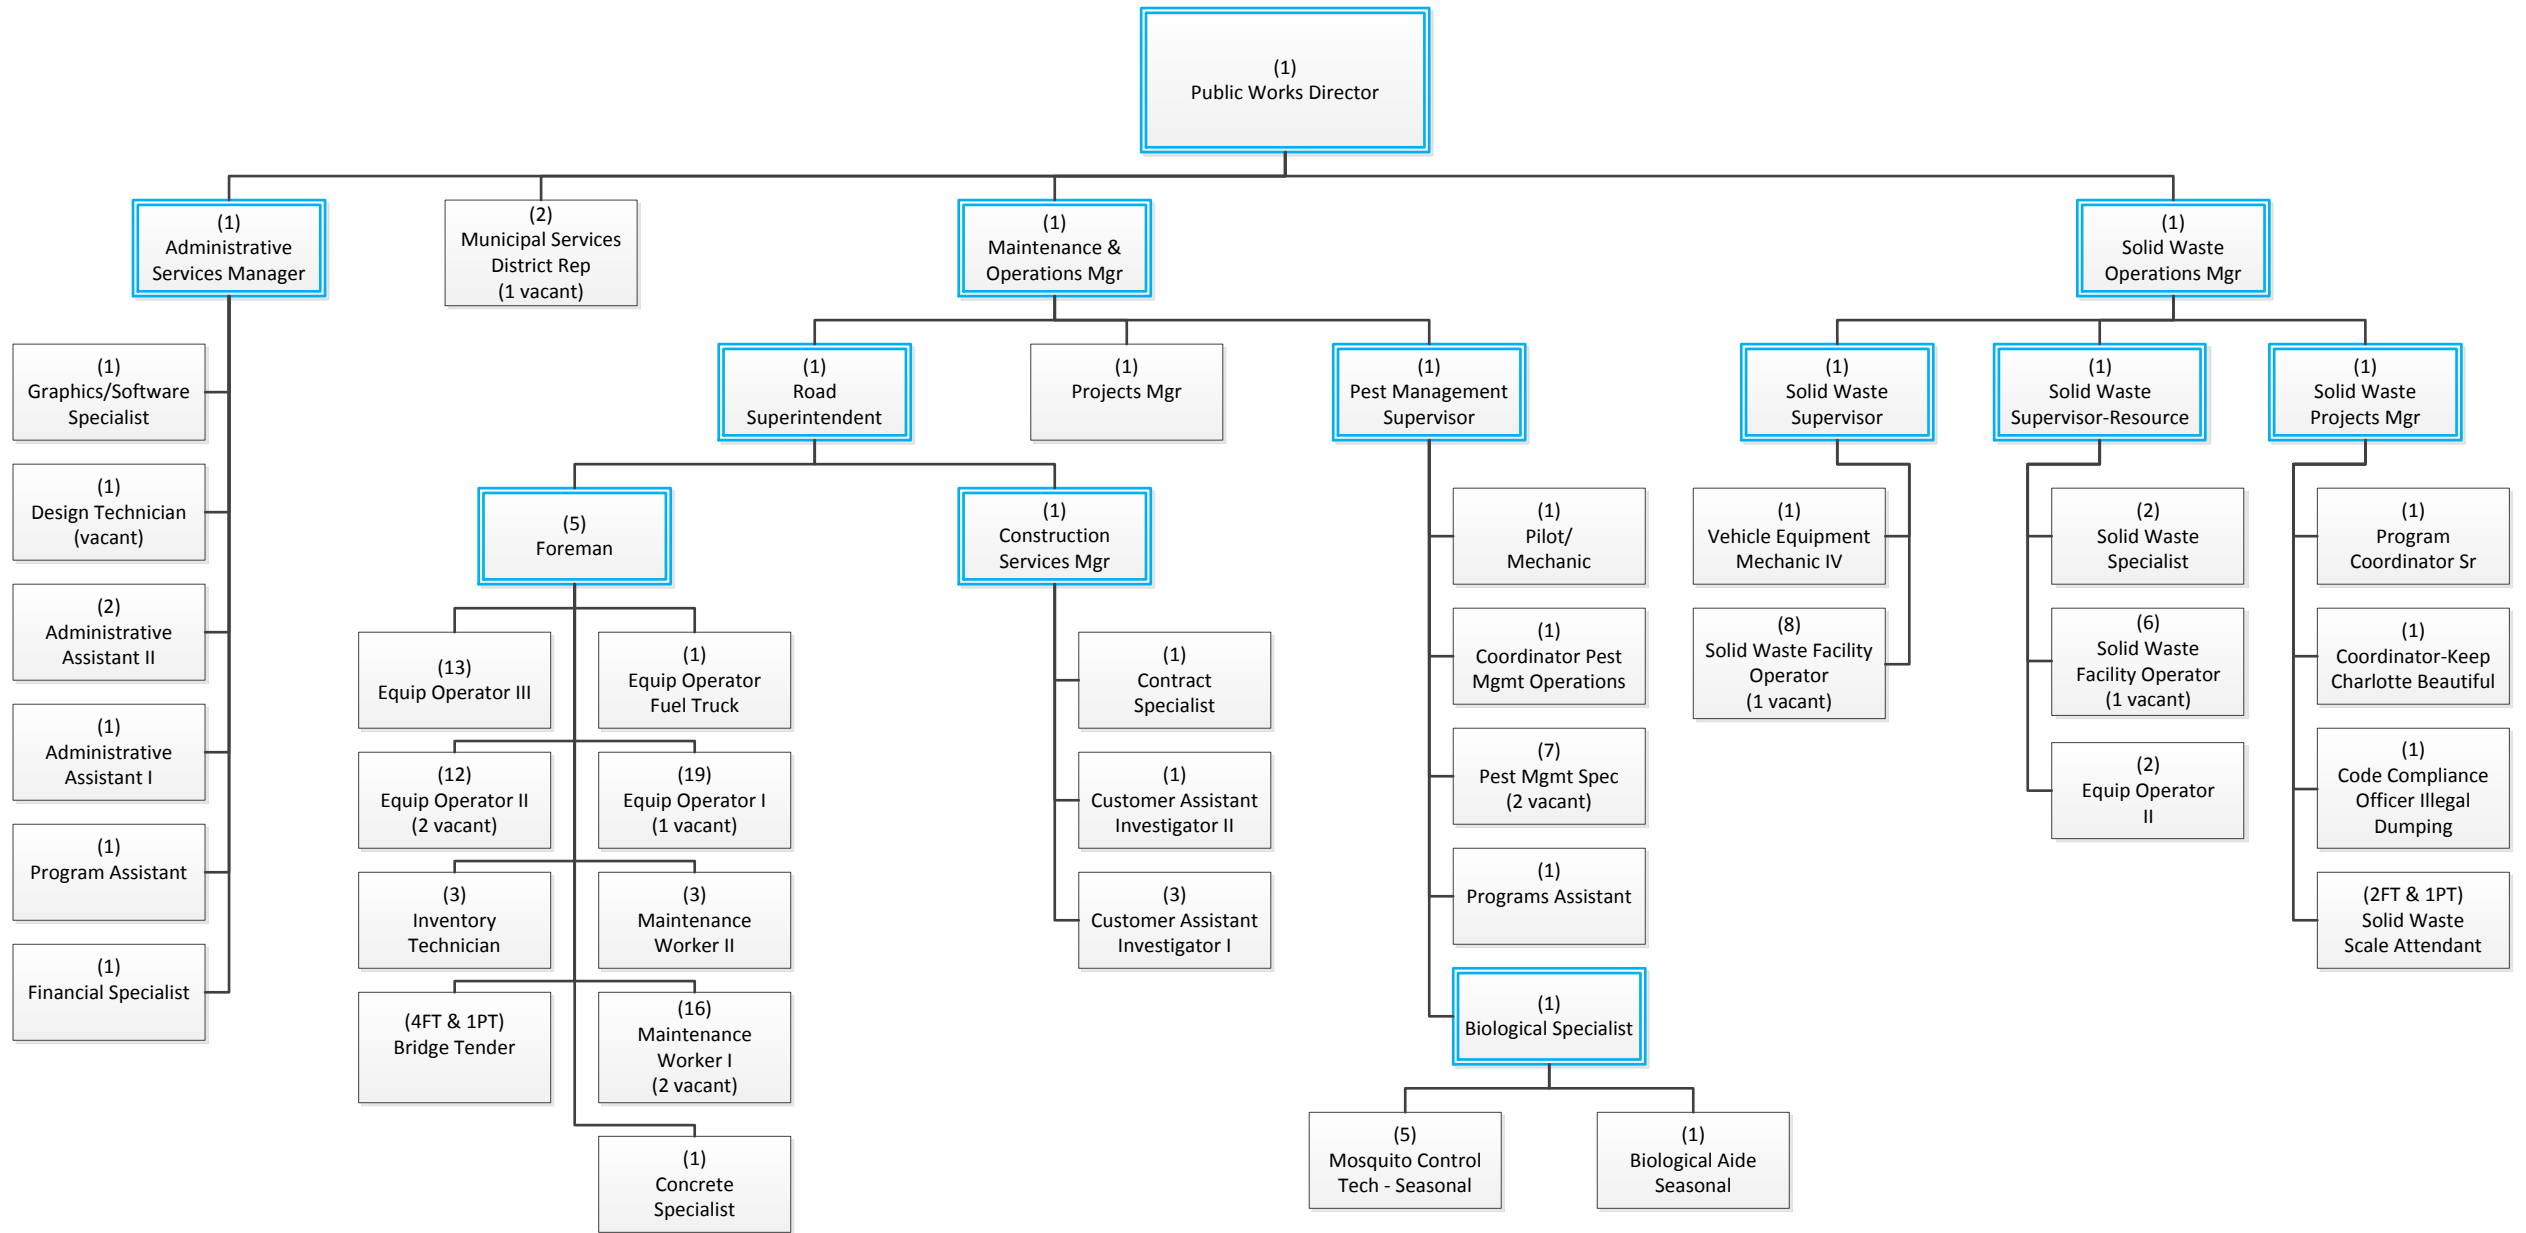 (1)
Public Works Director
(1)
Administrative
Services Manager
(2)
Municipal Services
District Rep
(1 vacant)
(1)
Maintenance &
Operations Mgr
(1)
Solid Waste
Operations Mgr
(1)
Graphics/Software
Specialist
(1)
Design Technician
(vacant)
(2)
Administrative
Assistant II
(1)
Administrative
Assistant I
(1)
Program Assistant
(1)
Financial Specialist
(1)
Road
Superintendent
(1)
Projects Mgr
(1)
Pest Management
Supervisor
(5)
Foreman
(1)
Construction
Services Mgr
(13)
Equip Operator III
(1)
Equip Operator
Fuel Truck
(12)
Equip Operator II
(2 vacant)
(19)
Equip Operator I
(1 vacant)
(3)
Inventory
Technician
(3)
Maintenance
Worker II
(4FT & 1PT)
Bridge Tender
(16)
Maintenance
Worker I
(2 vacant)
(1)
Concrete
Specialist
(1)
Contract
Specialist
(1)
Customer Assistant
Investigator II
(3)
Customer Assistant
Investigator I
(1)
Pilot/
Mechanic
(1)
Coordinator Pest
Mgmt Operations
(7)
Pest Mgmt Spec
(2 vacant)
(1)
Programs Assistant
(1)
Biological Specialist
(5)
Mosquito Control
Tech - Seasonal
(1)
Biological Aide
Seasonal
(1)
Solid Waste
Supervisor
(1)
Solid Waste
Supervisor-Resource
(1)
Solid Waste
Projects Mgr
(1)
Vehicle Equipment
Mechanic IV
(8)
Solid Waste Facility
Operator
(1 vacant)
(2)
Solid Waste
Specialist
(6)
Solid Waste
Facility Operator
(1 vacant)
(2)
Equip Operator
II
(1)
Program
Coordinator Sr
(1)
Coordinator-Keep
Charlotte Beautiful
(1)
Code Compliance
Officer Illegal
Dumping
(2FT & 1PT)
Solid Waste
Scale Attendant